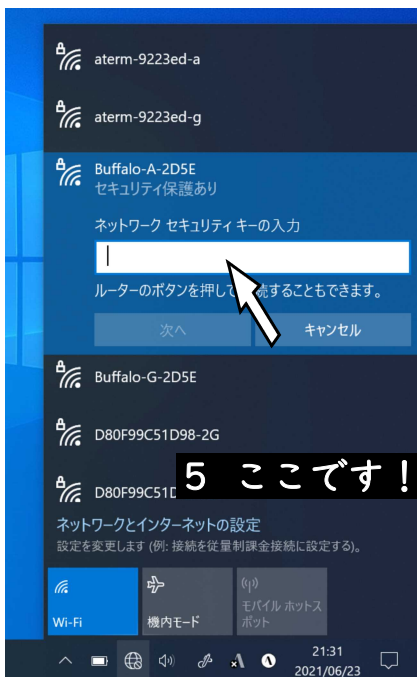 aterm-9223ed-a
aterm-9223ed-g
Buffalo-A-2D5E
セキュリティ保護あり
ネットワーク セキュリティ キーの入力
ルーターのボタンを押して 続することもできます。
次へ キャンセル
Buffalo-G-2D5E
D80F99C51D98-2G
D80F99C51D
5 ここです！
ネットワークとインターネットの設定
設定を変更します (例: 接続を従量制課金接続に設定する)。
Wi-Fi
機内モード
モバイル ホットス
ポット
21:31
2021/06/23